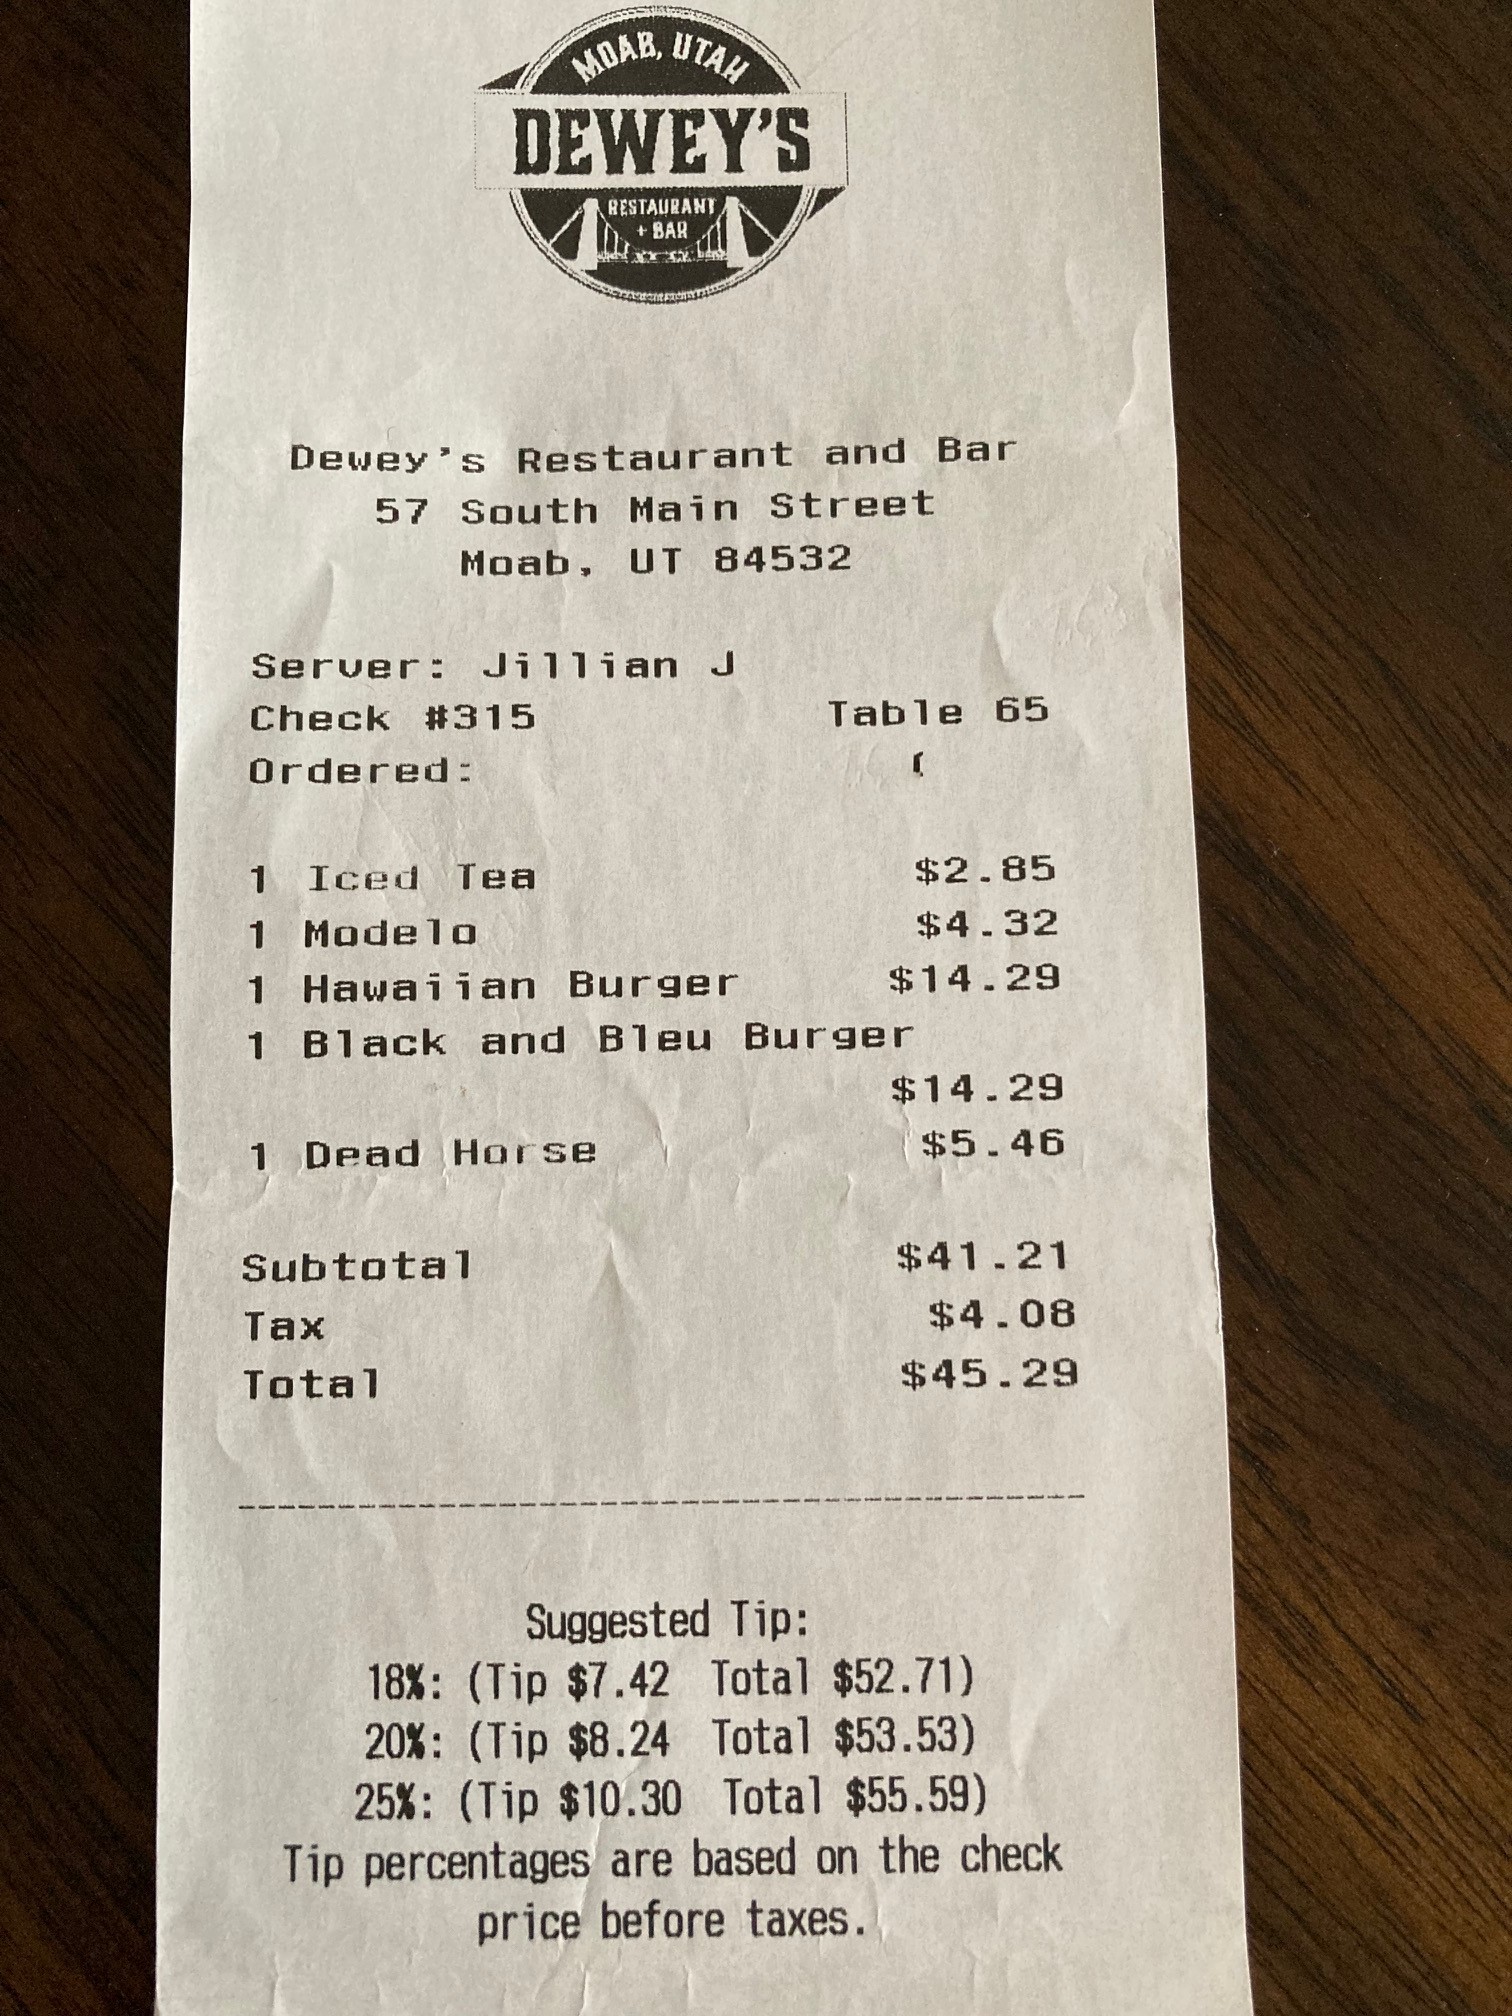 MOAB, UTAH
DEWEY'S
RESTAURANT
+ BAR
Dewey's Restaurant and Bar
57 South Main Street
Moab, UT 84532
Server: Jillian J
Check #315 Table 65
Ordered:
1 Iced Tea $2.85
1 Modelo $4.32
1 Hawaiian Burger $14.29
1 Black and Bleu Burger
$14.29
1 Dead Horse $5.46
Subtotal $41.21
Tax $4.08
Total $45.29
Suggested Tip:
18%: (Tip $7.42 Total $52.71)
20%: (Tip $8.24 Total $53.53)
25%: (Tip $10.30 Total $55.59)
Tip percentages are based on the check
price before taxes.